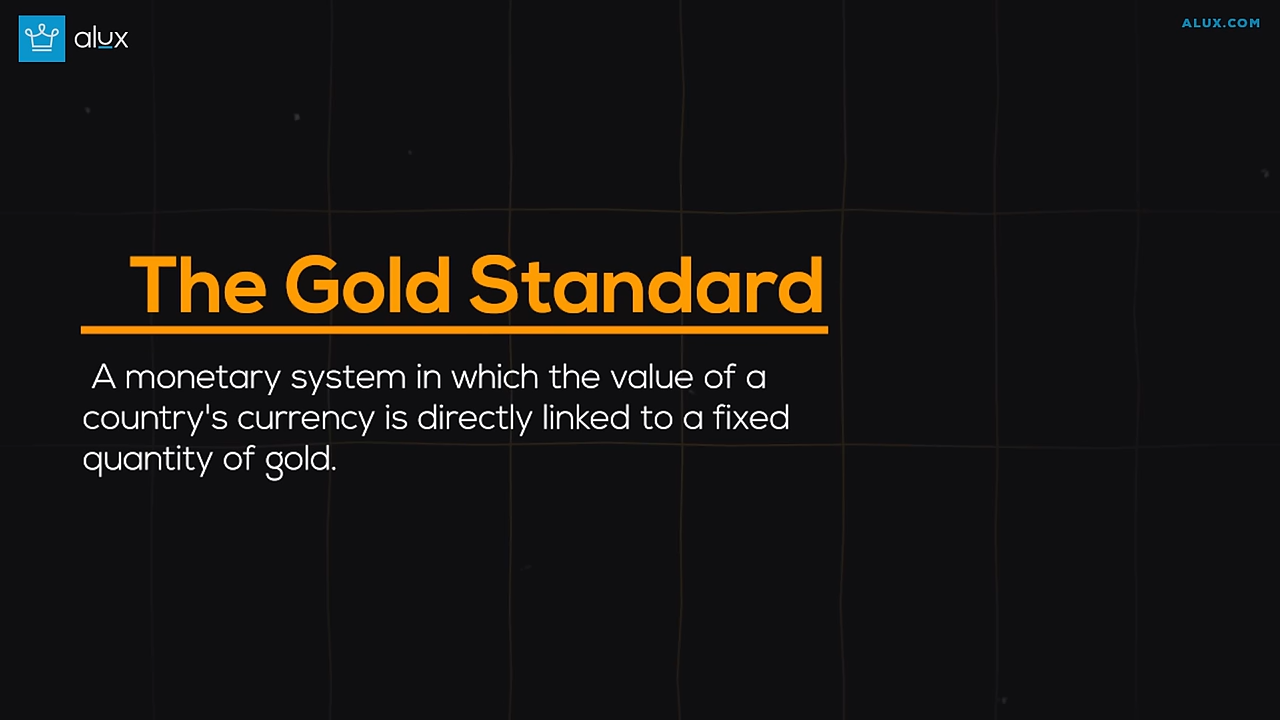 alux
ALUX.COM
The Gold Standard
A monetary system in which the value of a
country's currency is directly linked to a fixed
quantity of gold.